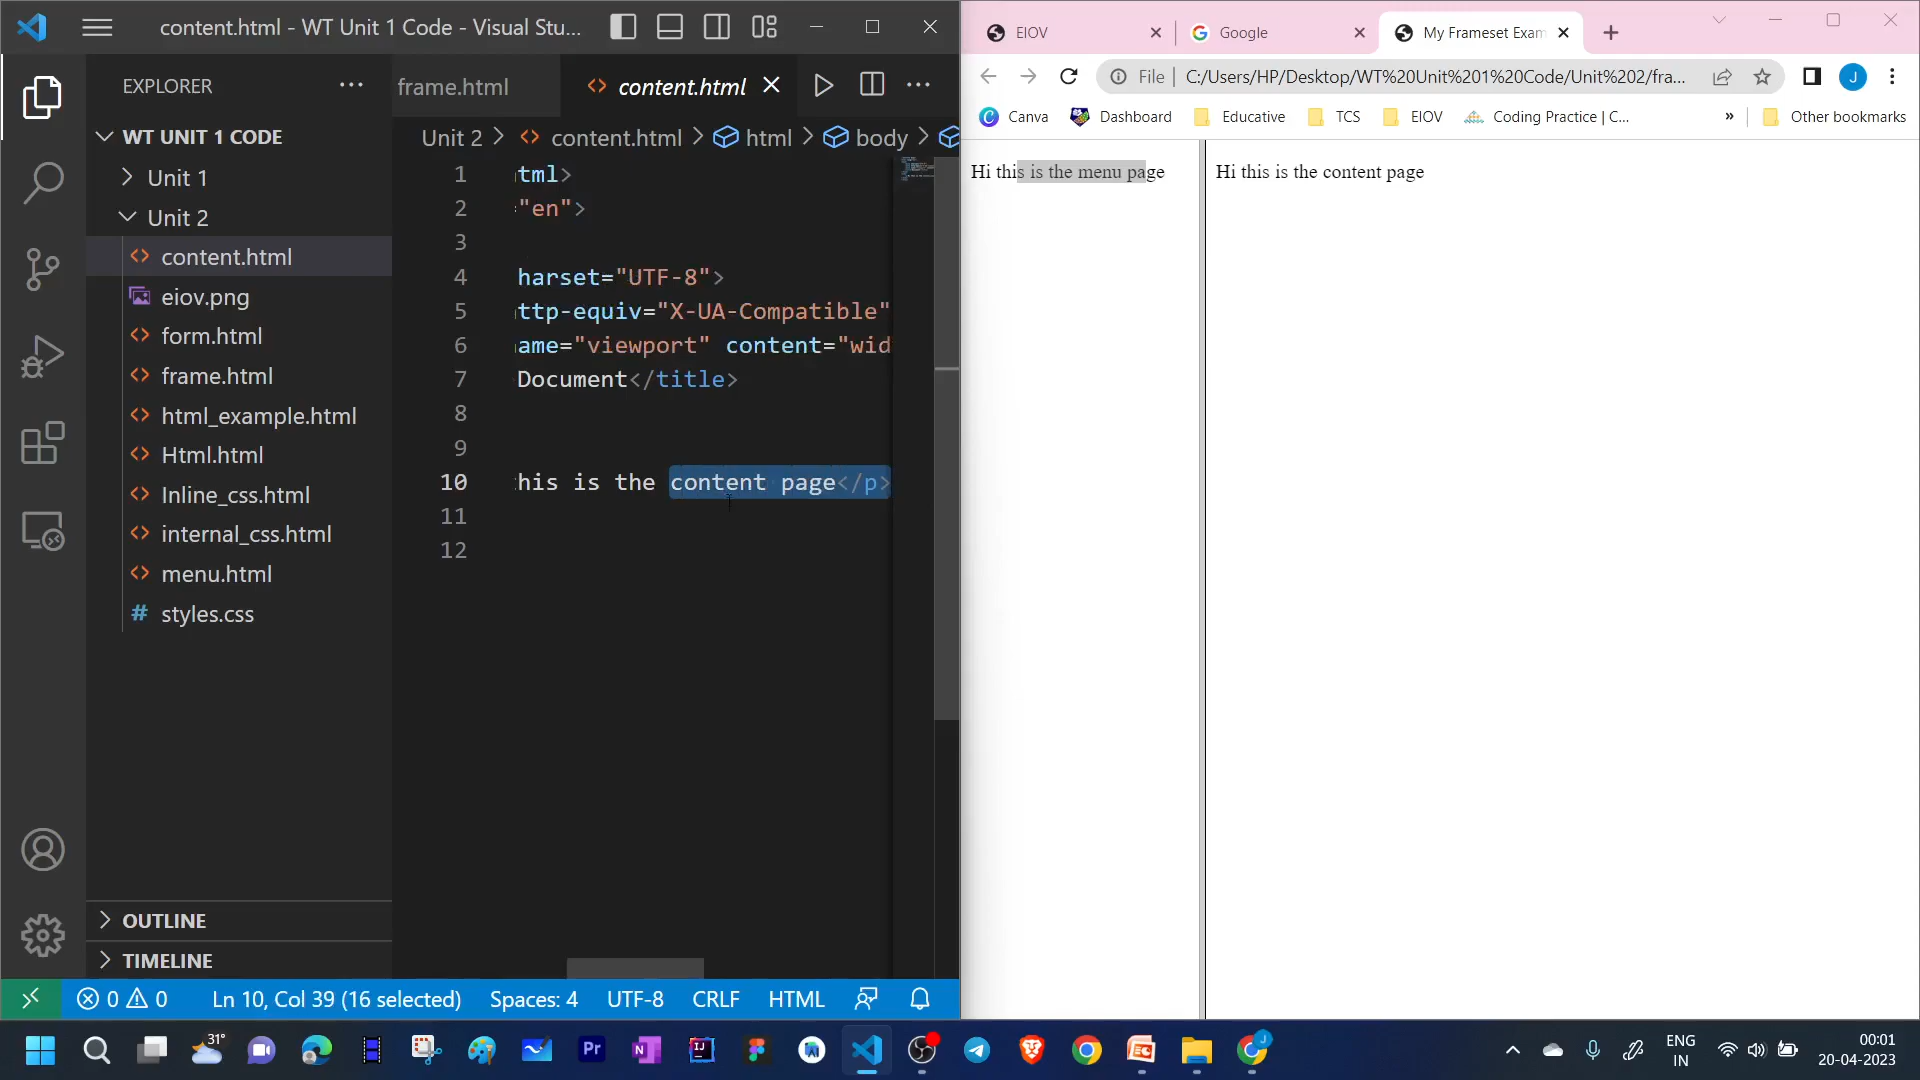 content.html - WT Unit 1 Code - Visual Stu...
EXPLORER
WT UNIT 1 CODE
Unit 1
Unit 2
content.html
eiov.png
form.html
frame.html
html_example.html
Html.html
Inline_css.html
internal_css.html
menu.html
styles.css
OUTLINE
TIMELINE
frame.html
content.html
Unit 2 > content.html > html > body >
1 tml>
2 ="en">
3
4 harset="UTF-8">
5 ttp-equiv="X-UA-Compatible"
6 ame="viewport" content="wid
7 Document</title>
8
9
10 his is the content page</p>
11
12
0 0 Ln 10, Col 39 (16 selected) Spaces: 4 UTF-8 CRLF HTML
EIOV
Google
My Frameset Exam
File C:/Users/HP/Desktop/WT%20Unit%201%20Code/Unit%202/fra...
J
Canva Dashboard Educative TCS EIOV Coding Practice | C... » Other bookmarks
Hi this is the menu page
Hi this is the content page
31°
Pr
ENG
IN
00:01
20-04-2023